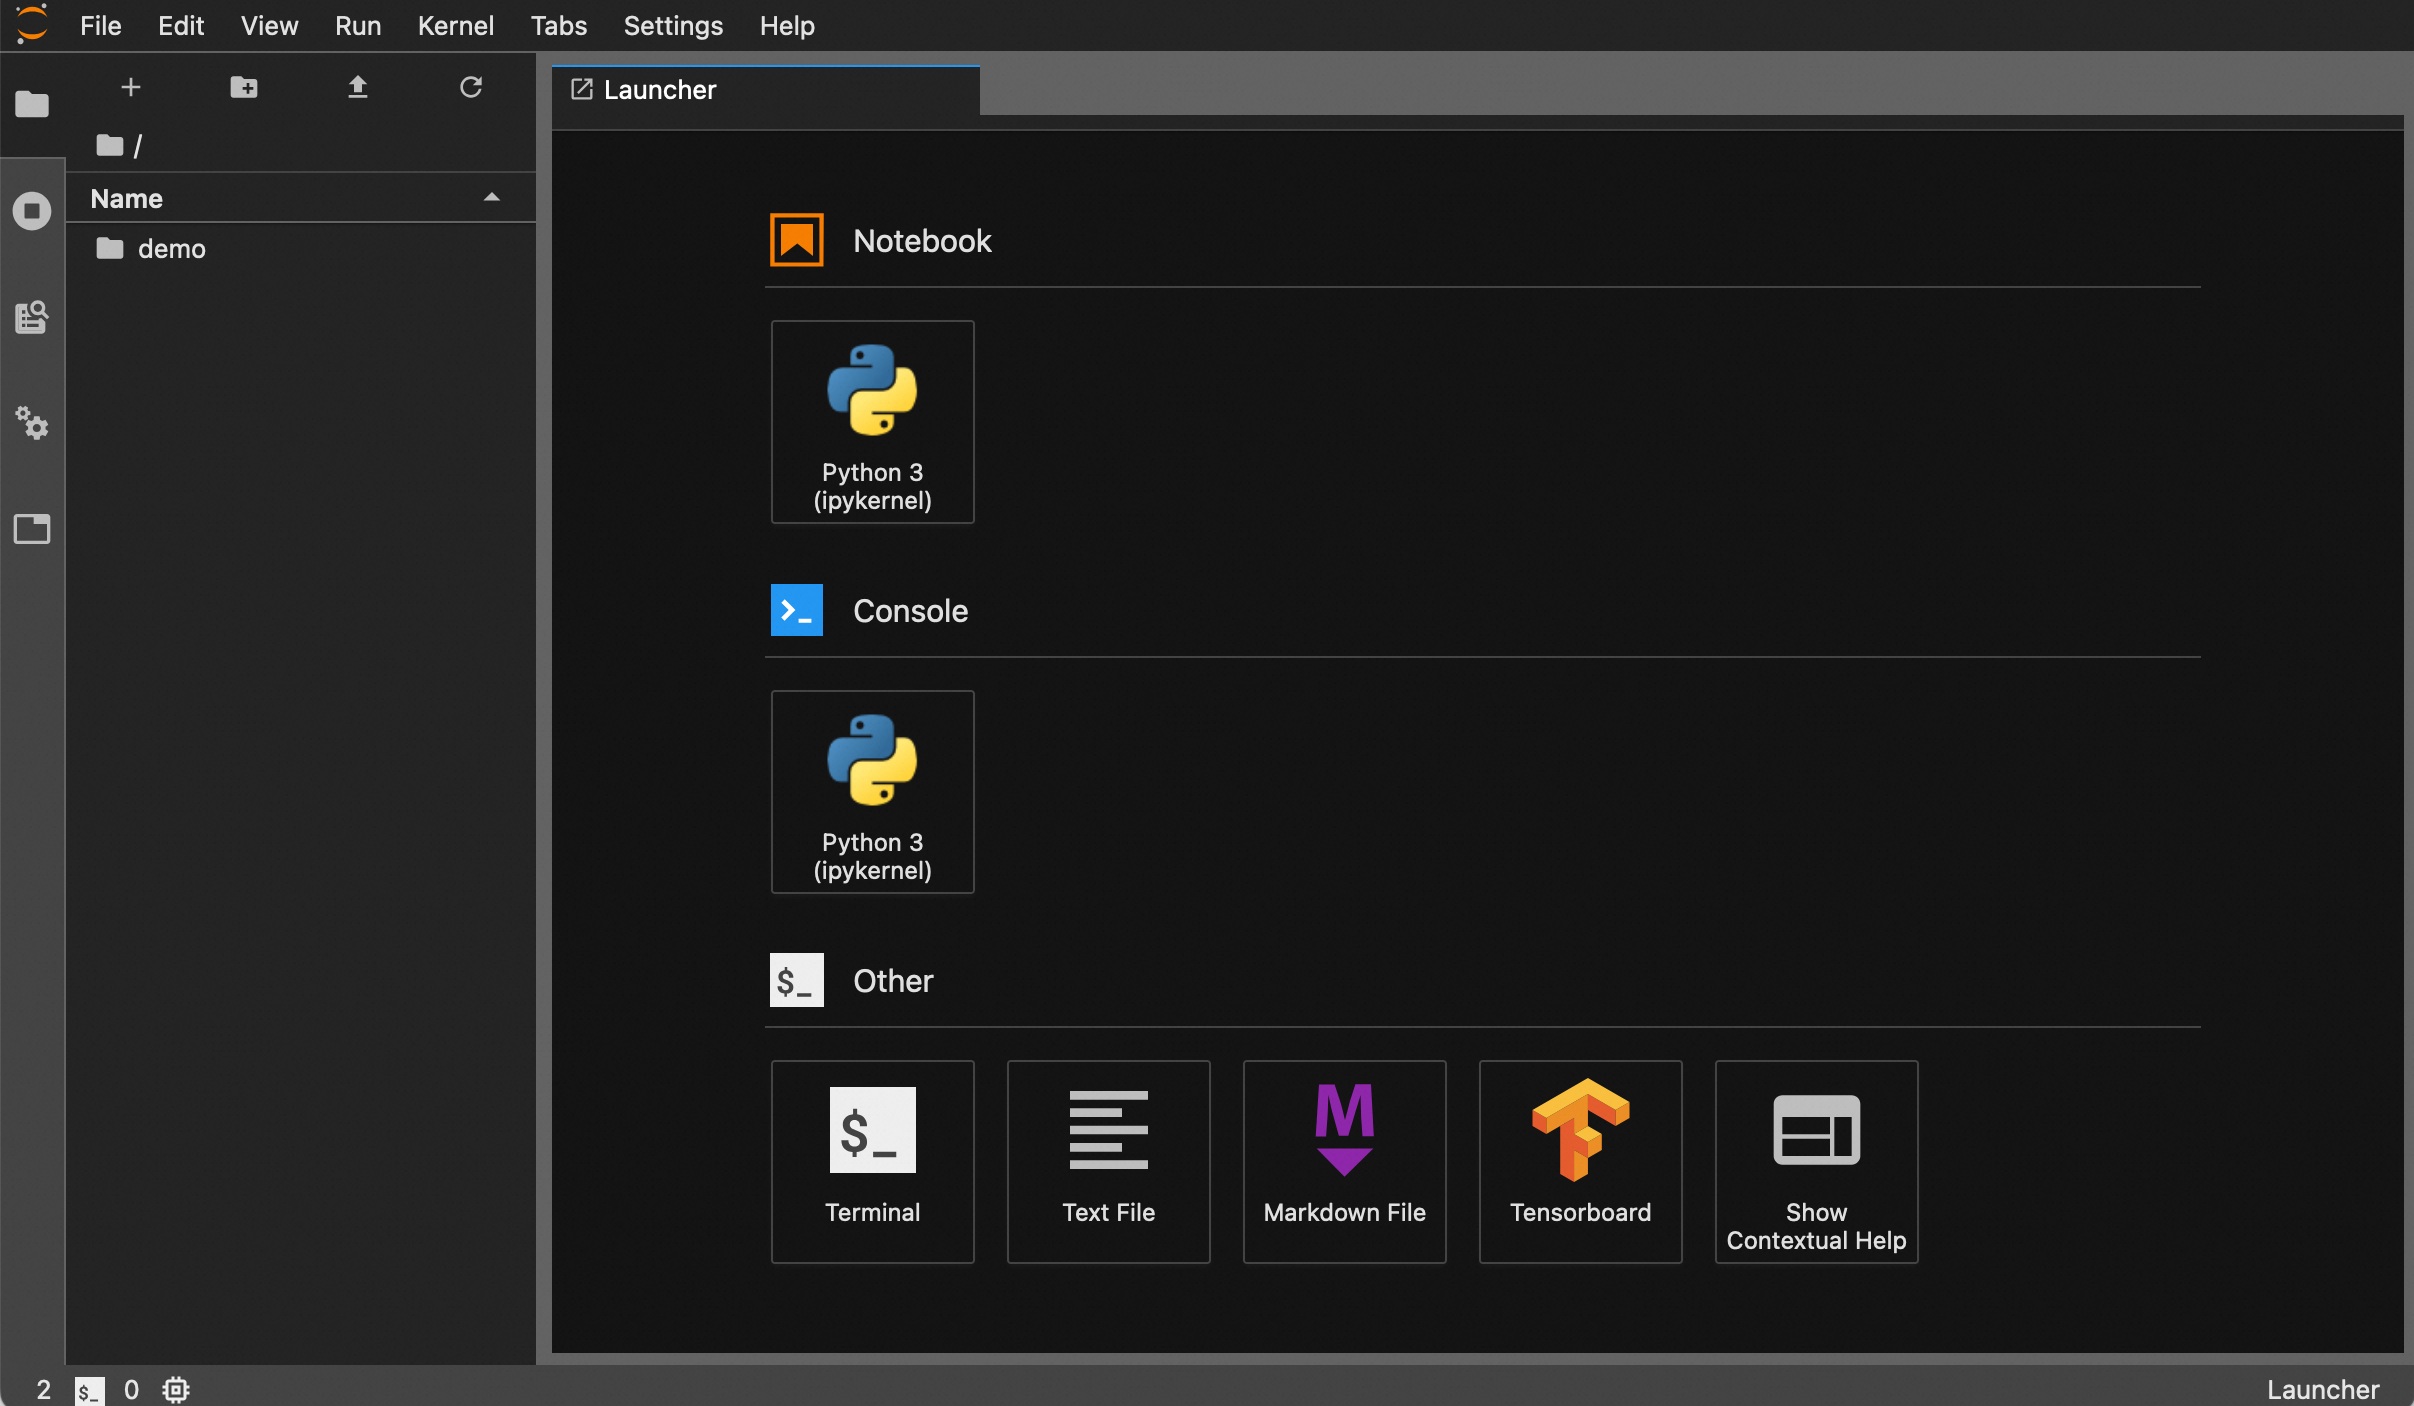 File Edit View Run Kernel Tabs Settings Help
Launcher
/
Name
demo
Notebook
Python 3
(ipykernel)
Console
>_
Python 3
(ipykernel)
$_ Other
$_
Terminal
Text File
M
Markdown File
Tensorboard
Show
Contextual Help
2 $_ 0
Launcher